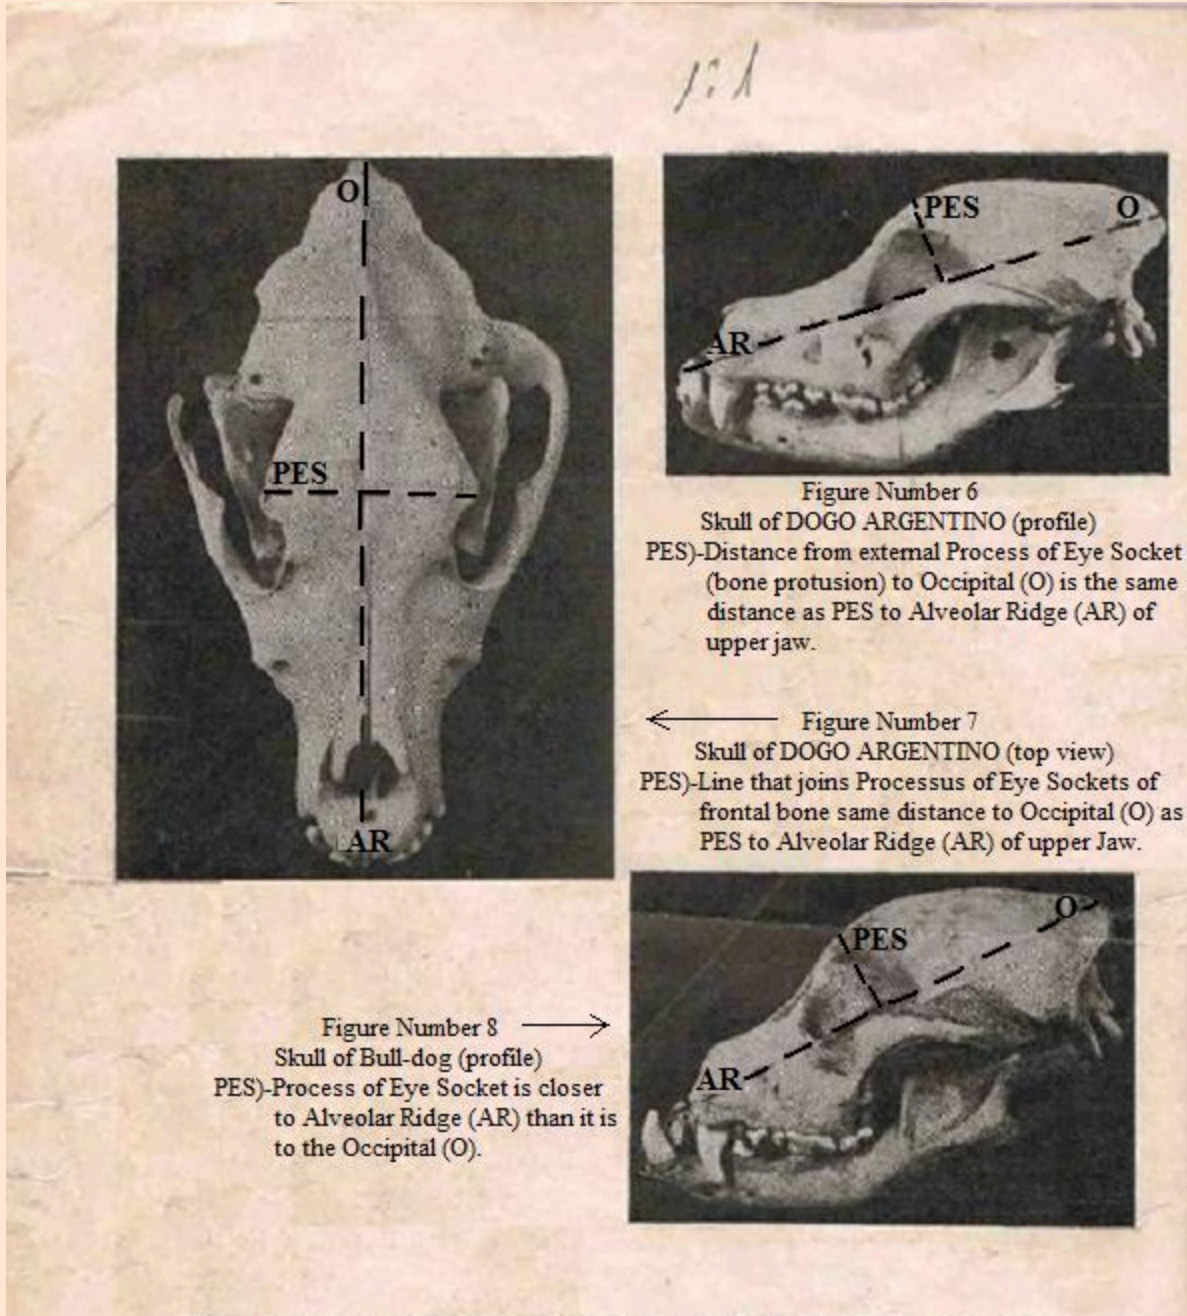 O
PES
AR
PES
O
AR
Figure Number 6
Skull of DOGO ARGENTINO (profile)
PES)-Distance from external Process of Eye Socket
(bone protusion) to Occipital (O) is the same
distance as PES to Alveolar Ridge (AR) of
upper jaw.
Figure Number 7
Skull of DOGO ARGENTINO (top view)
PES)-Line that joins Processus of Eye Sockets of
frontal bone same distance to Occipital (O) as
PES to Alveolar Ridge (AR) of upper Jaw.
O
PES
AR
Figure Number 8
Skull of Bull-dog (profile)
PES)-Process of Eye Socket is closer
to Alveolar Ridge (AR) than it is
to the Occipital (O).